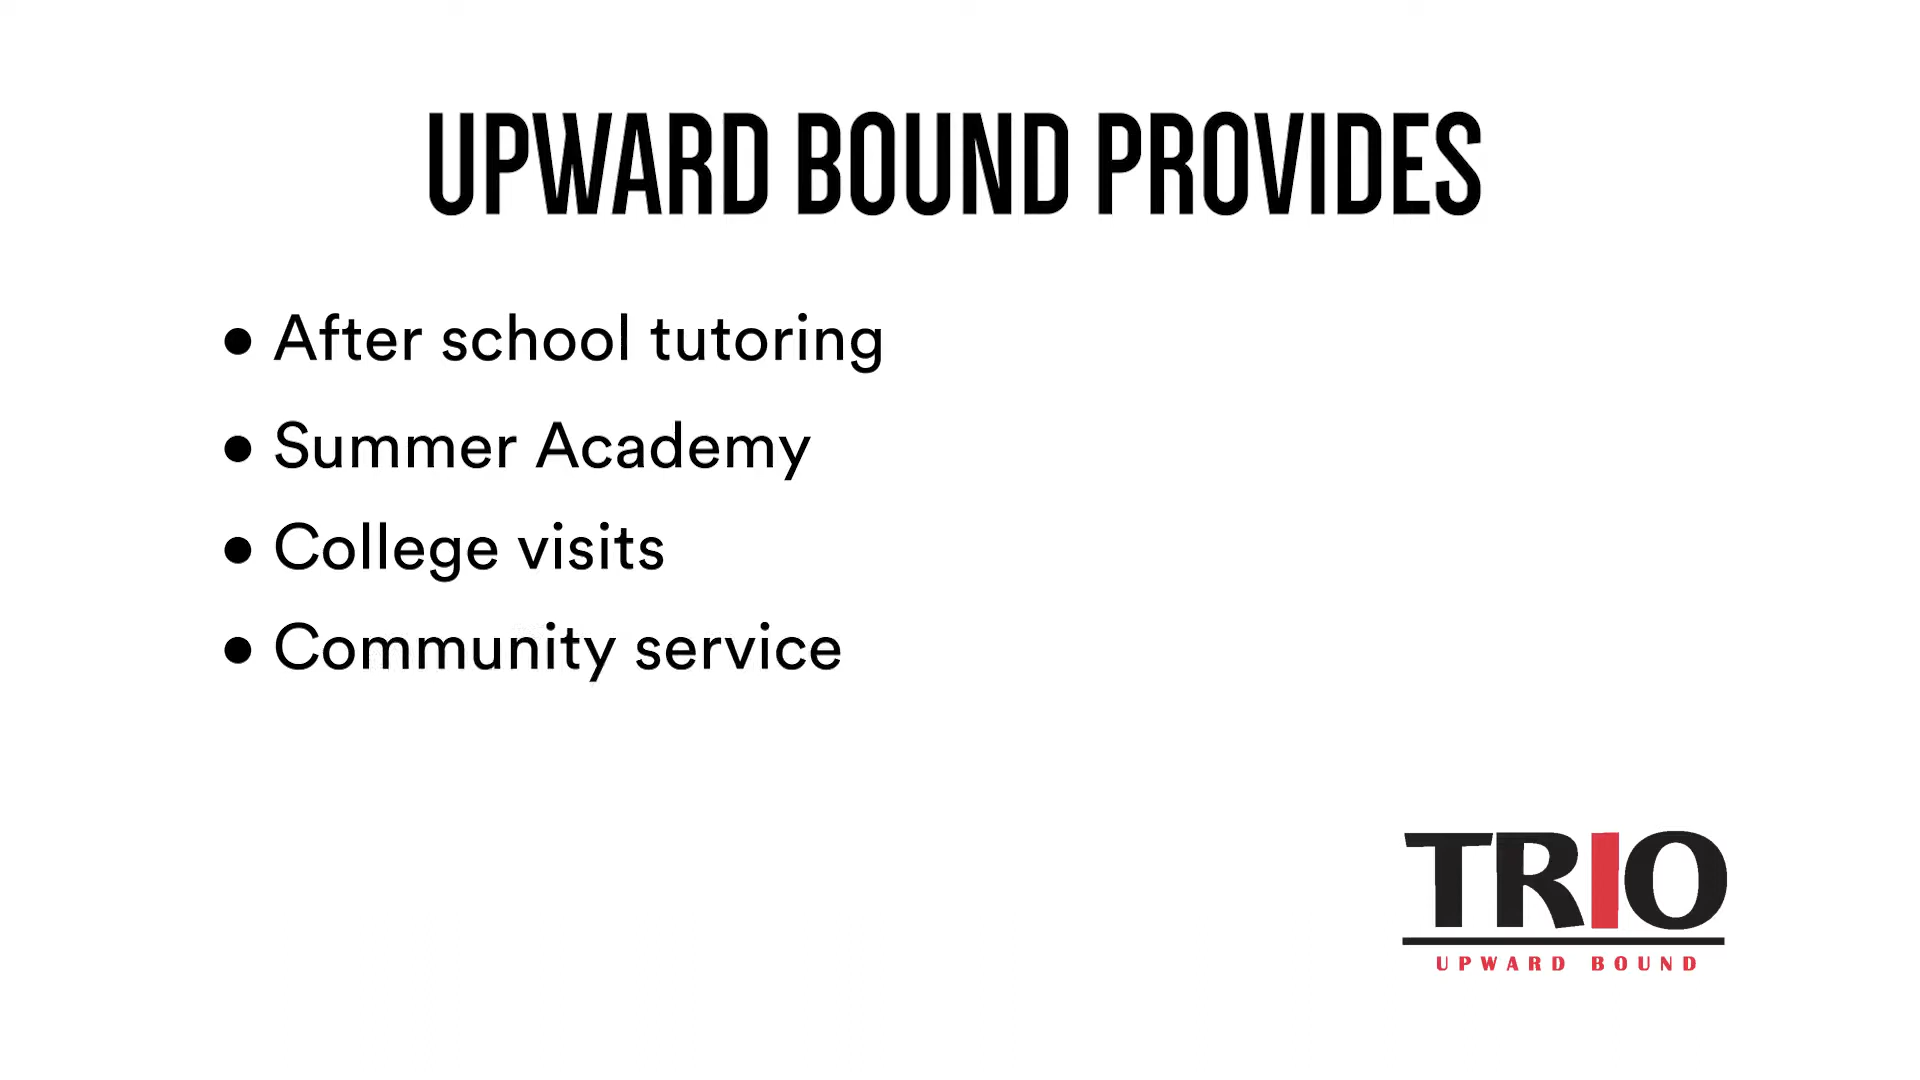 UPWARD BOUND PROVIDES
● After school tutoring
● Summer Academy
● College visits
● Community service
TRIO
UPWARD BOUND